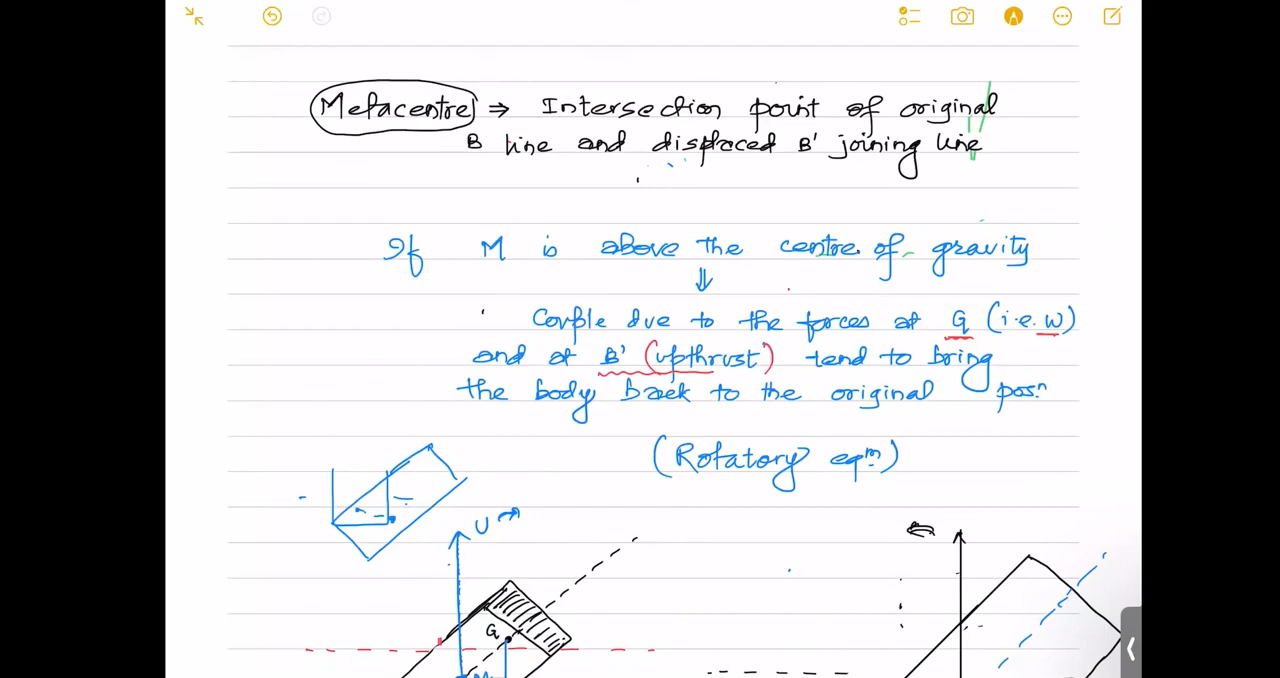 Metacentre ⇒ Intersection point of original
B line and displaced B' joining line
If M is above the centre of gravity
⇓
Couple due to the forces at G (i.e. W)
and at B' (upthrust) tend to bring
the body back to the original posⁿ
(Rotatory eqᵐ)
U
G
M